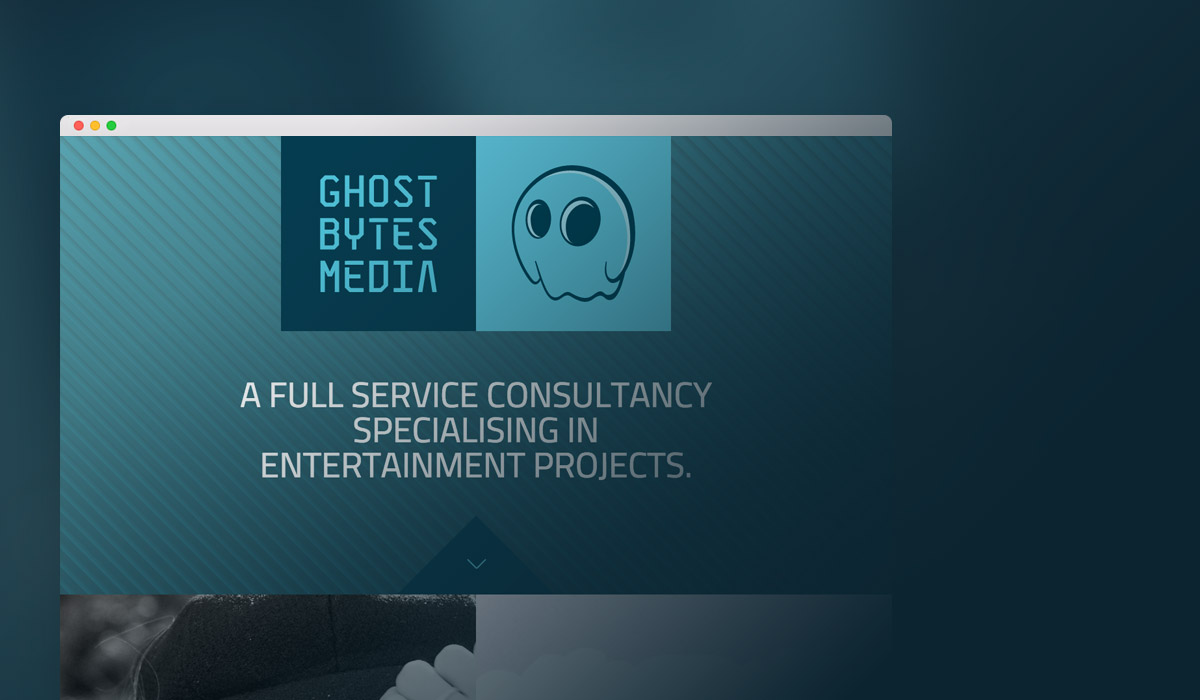 GHOST
BYTES
MEDIA
A FULL SERVICE CONSULTANCY
SPECIALISING IN
ENTERTAINMENT PROJECTS.